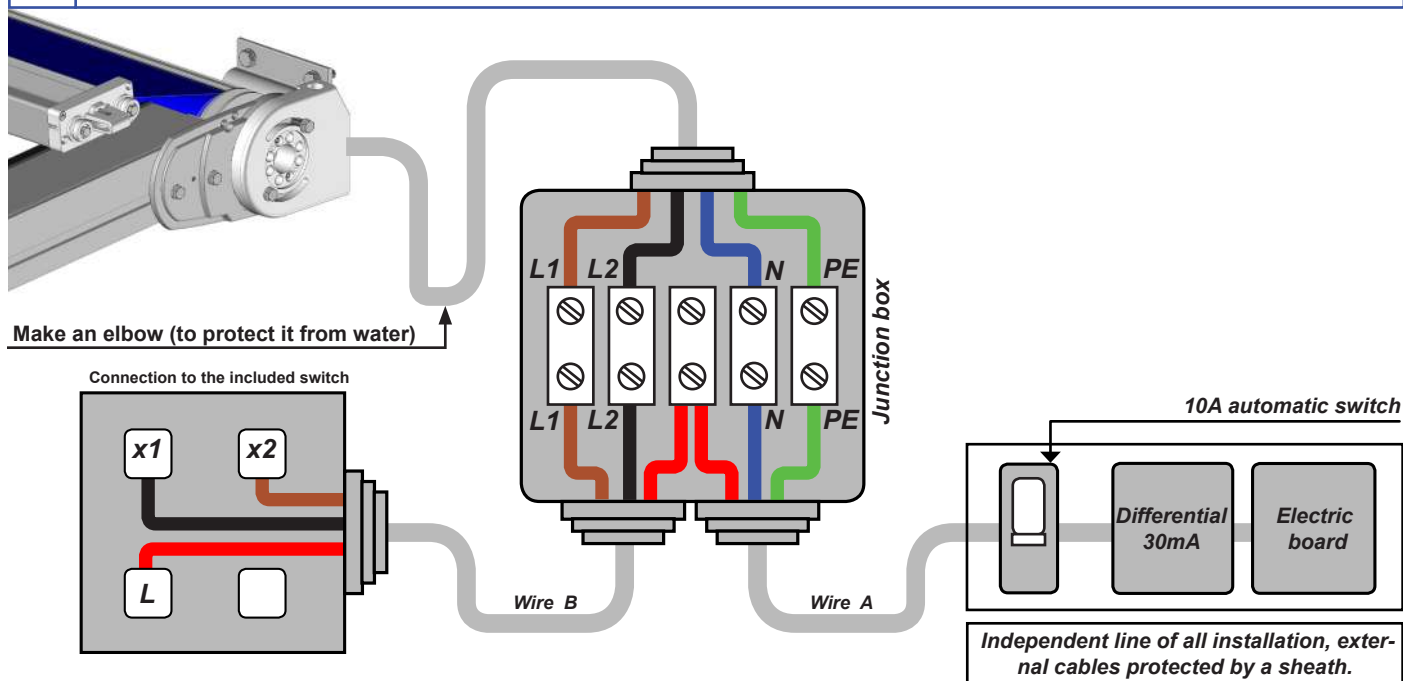 L1 L2 N PE
Junction box
Make an elbow (to protect it from water)
Connection to the included switch
L1 L2 N PE
10A automatic switch
x1 x2
L
Differential
30mA
Electric
board
Wire B
Wire A
Independent line of all installation, exter-
nal cables protected by a sheath.